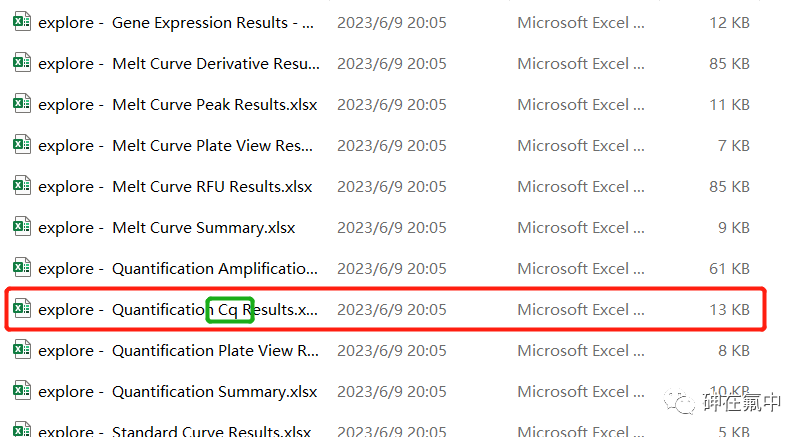 explore - Gene Expression Results - ... 2023/6/9 20:05 Microsoft Excel ... 12 KB
explore - Melt Curve Derivative Resu... 2023/6/9 20:05 Microsoft Excel ... 85 KB
explore - Melt Curve Peak Results.xlsx 2023/6/9 20:05 Microsoft Excel ... 11 KB
explore - Melt Curve Plate View Res... 2023/6/9 20:05 Microsoft Excel ... 7 KB
explore - Melt Curve RFU Results.xlsx 2023/6/9 20:05 Microsoft Excel ... 85 KB
explore - Melt Curve Summary.xlsx 2023/6/9 20:05 Microsoft Excel ... 9 KB
explore - Quantification Amplificatio... 2023/6/9 20:05 Microsoft Excel ... 61 KB
explore - Quantification Cq Results.x... 2023/6/9 20:05 Microsoft Excel ... 13 KB
explore - Quantification Plate View R... 2023/6/9 20:05 Microsoft Excel ... 8 KB
explore - Quantification Summary.xlsx 2023/6/9 20:05 Microsoft Excel ... 10 KB
砷在氟中
explore - Standard Curve Results.xlsx 2023/6/9 20:05 Microsoft Excel ... 5 KB